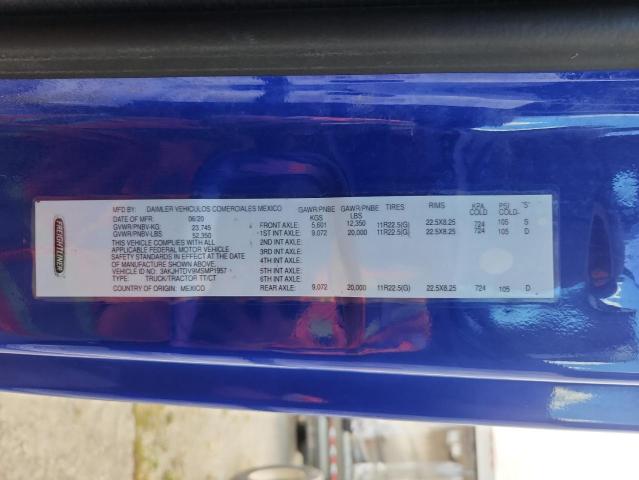 FREIGHTLINER
MFD BY: DAIMLER VEHICULOS COMERCIALES MEXICO
DATE OF MFR: 06/20
GVWR/PNBV-KG: 23,745
GVWR/PNBV-LBS: 52,350
THIS VEHICLE COMPLIES WITH ALL
APPLICABLE FEDERAL MOTOR VEHICLE
SAFETY STANDARDS IN EFFECT AT DATE
OF MANUFACTURE SHOWN ABOVE.
VEHICLE ID NO: 3AKJHTDV9MSMP1957
TYPE: TRUCK/TRACTOR TT/CT
COUNTRY OF ORIGIN: MEXICO
GAWR/PNBE KGS GAWR/PNBE LBS TIRES RIMS KPA COLD PSI COLD- "S"
FRONT AXLE: 5,601 12,350 11R22.5(G) 22.5X8.25 724 105 S
1ST INT AXLE: 9,072 20,000 11R22.5(G) 22.5X8.25 724 105 D
2ND INT AXLE:
3RD INT AXLE:
4TH INT AXLE:
5TH INT AXLE:
6TH INT AXLE:
REAR AXLE: 9,072 20,000 11R22.5(G) 22.5X8.25 724 105 D